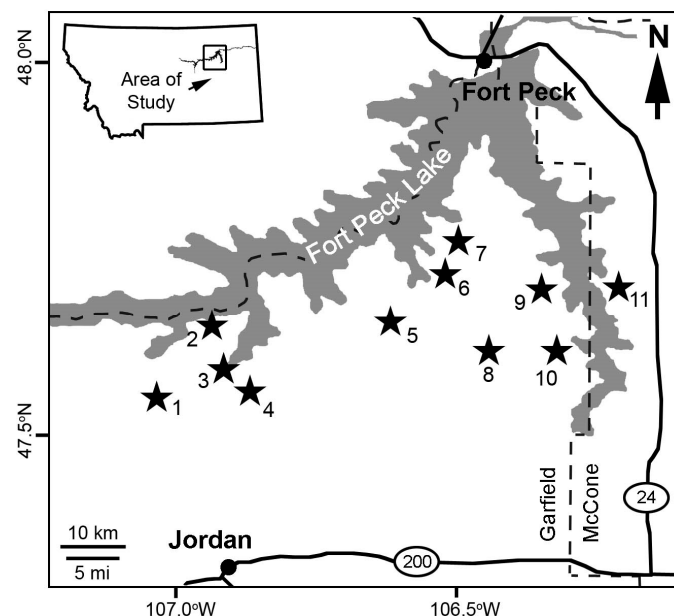 48.0°N
47.5°N
Area of
Study
N
Fort Peck
Fort Peck Lake
7
6
9
11
2
5
3
8
10
1
4
Garfield
McCone
24
10 km
5 mi
Jordan
200
107.0°W
106.5°W